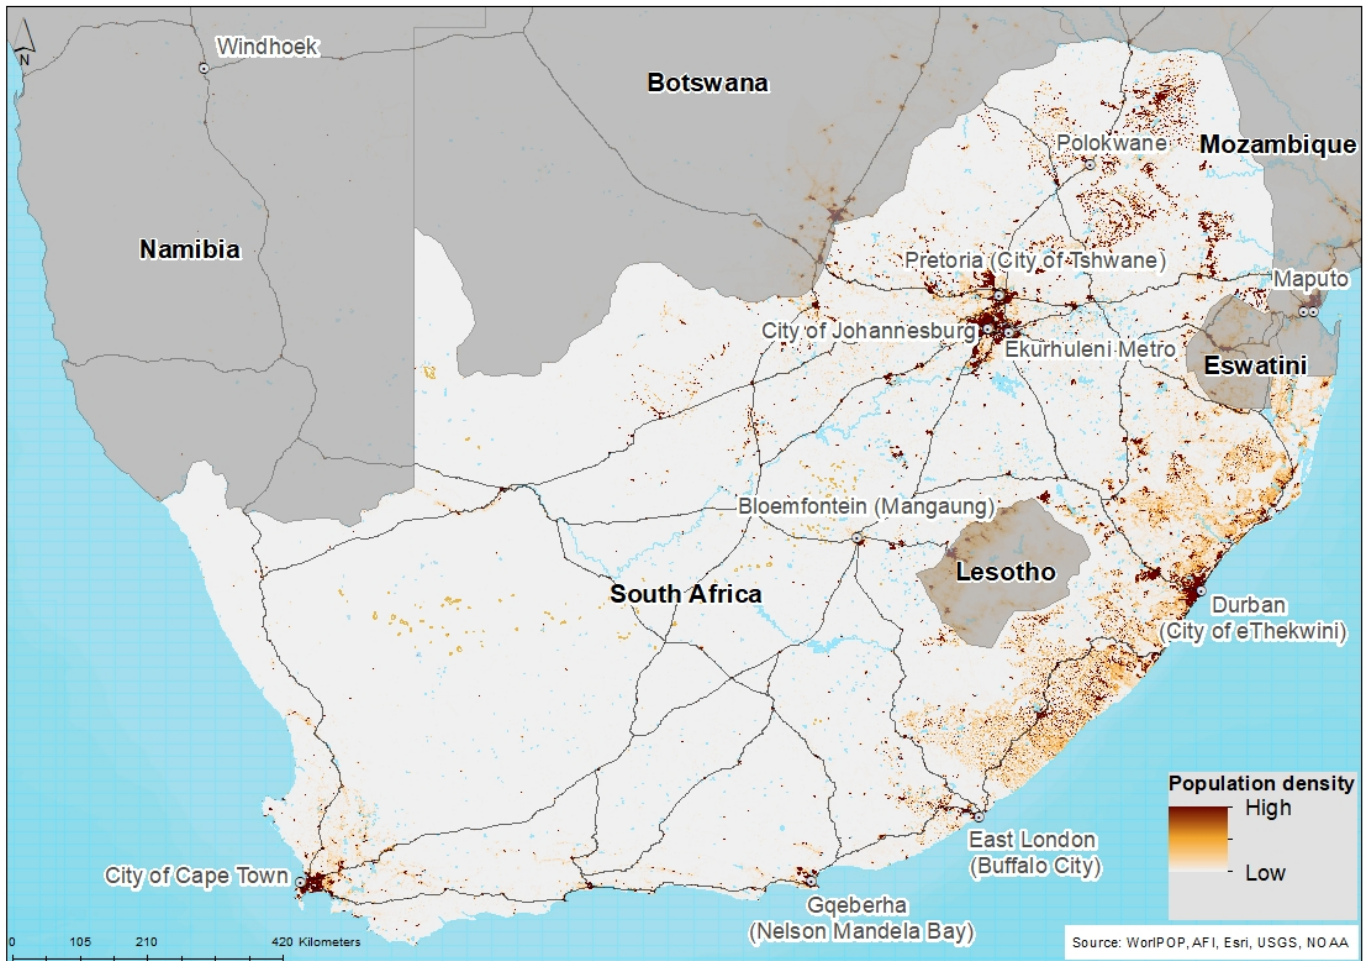 N
Windhoek
Botswana
Polokwane
Mozambique
Namibia
Pretoria (City of Tshwane)
Maputo
City of Johannesburg
Ekurhuleni Metro
Eswatini
Bloemfontein (Mangaung)
Lesotho
South Africa
Durban
(City of eThekwini)
Population density
High
Low
East London
(Buffalo City)
City of Cape Town
Gqeberha
(Nelson Mandela Bay)
0 105 210 420 Kilometers
Source: WorlPOP, AFI, Esri, USGS, NOAA